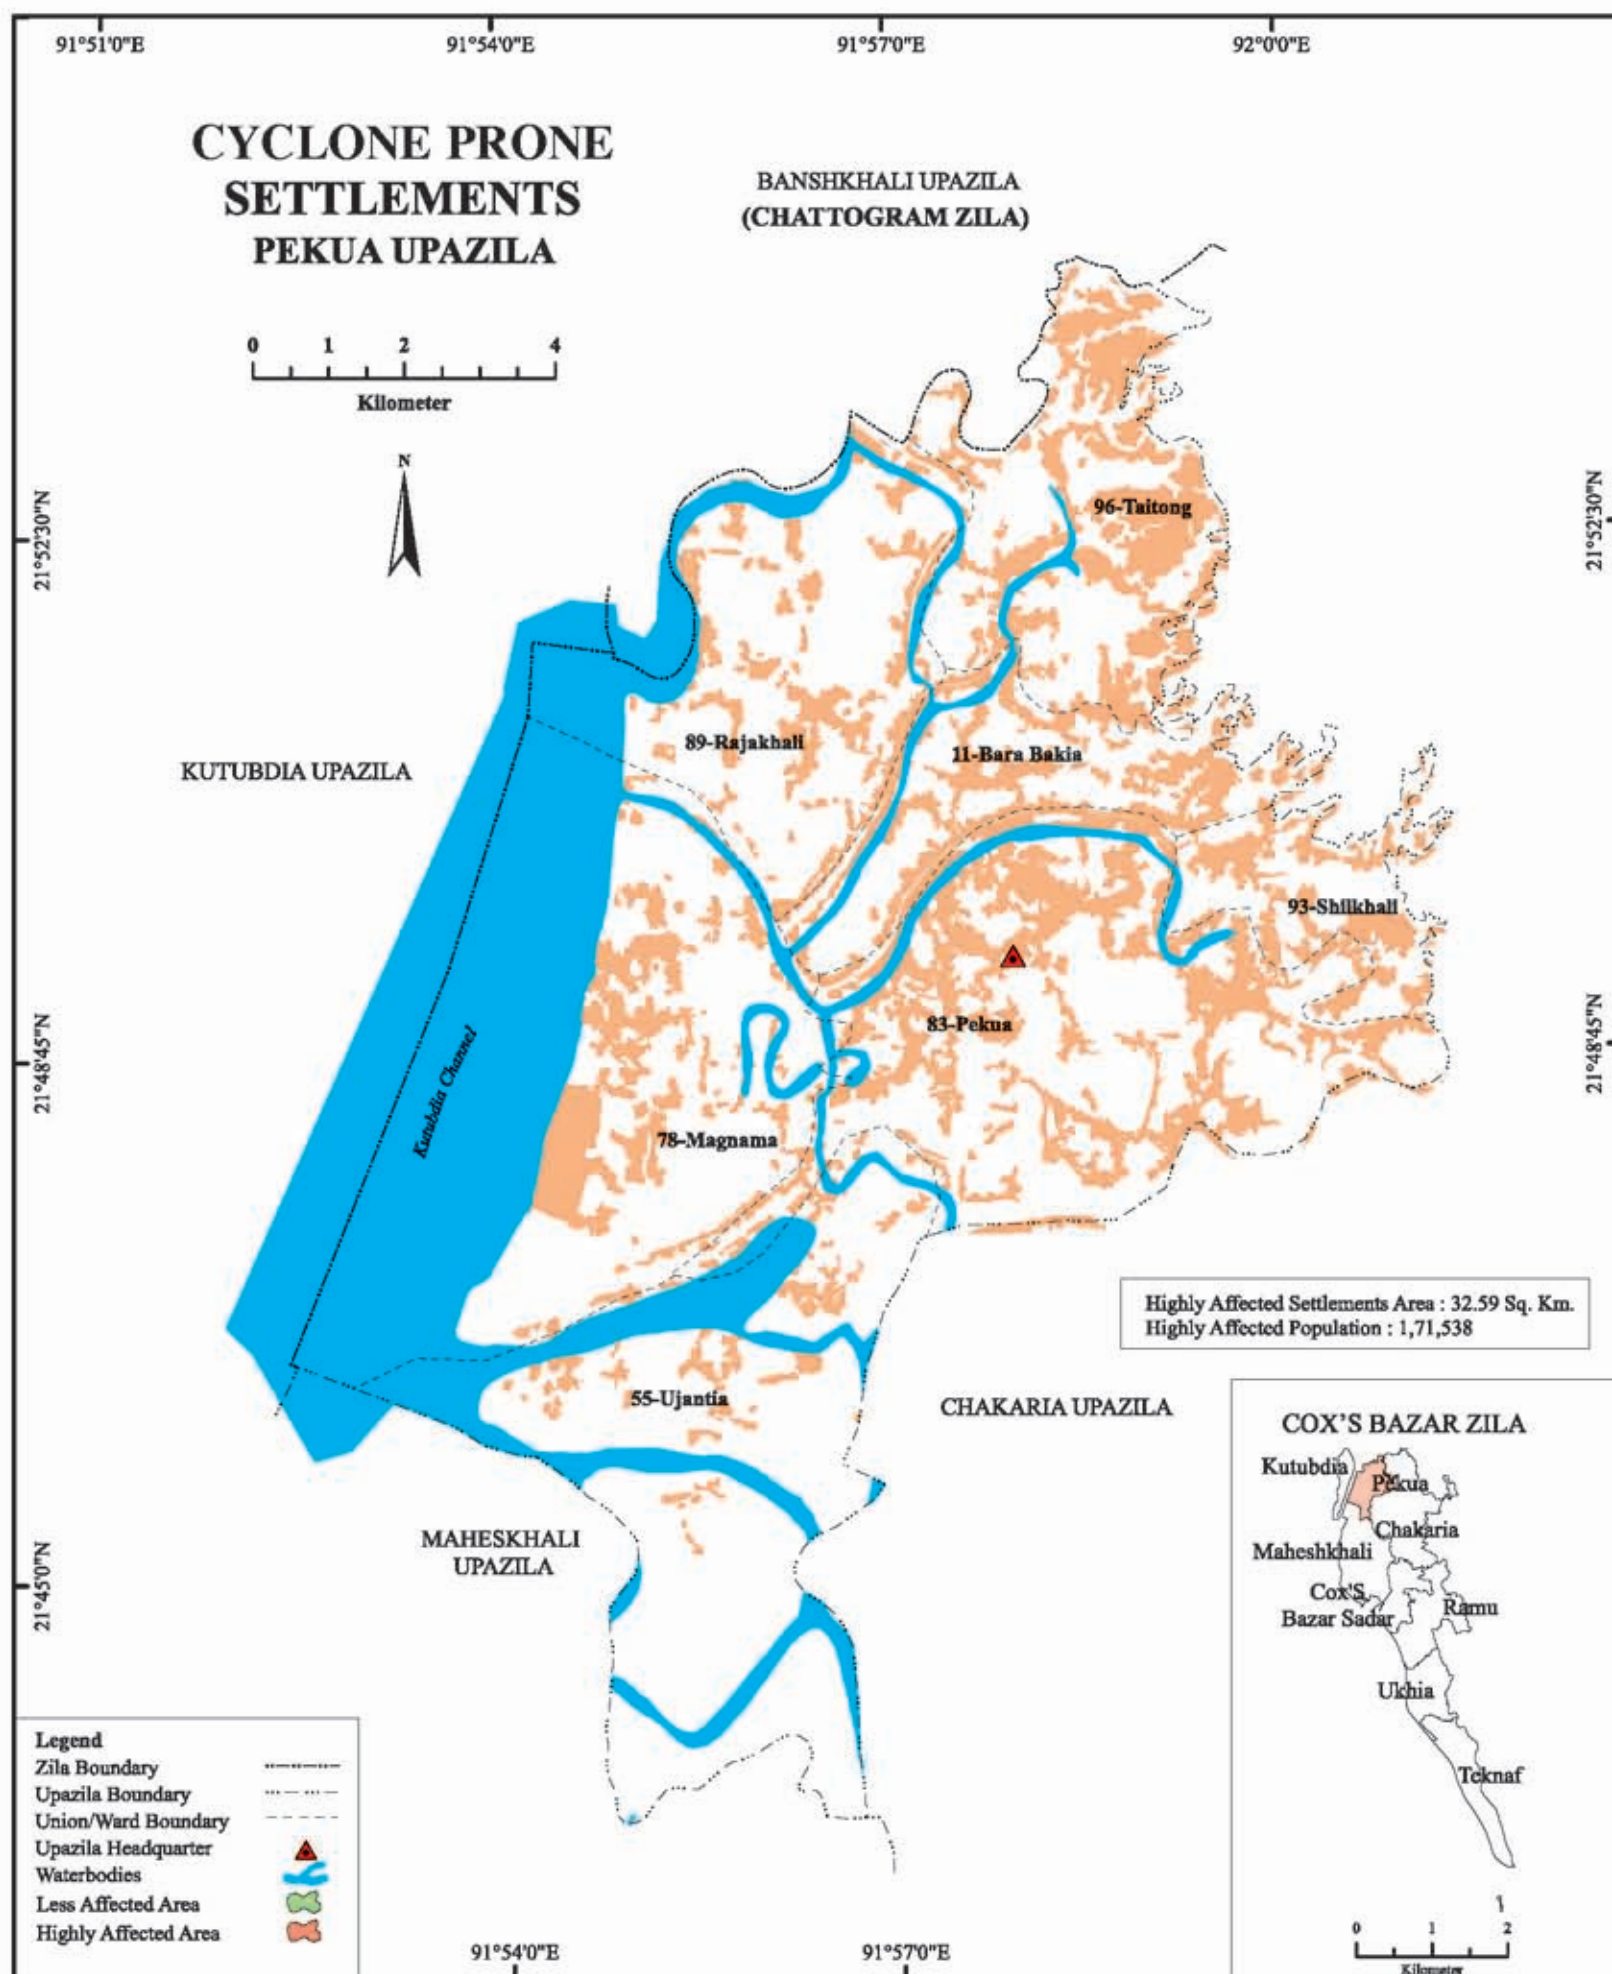 91°51'0"E
91°54'0"E
91°57'0"E
92°0'0"E
CYCLONE PRONE
SETTLEMENTS
PEKUA UPAZILA
BANSHKHALI UPAZILA
(CHATTOGRAM ZILA)
0 1 2 4
Kilometer
N
21°52'30"N
21°52'30"N
96-Taitong
89-Rajakhali
11-Bara Bakia
KUTUBDIA UPAZILA
93-Shilkhali
83-Pekua
21°48'45"N
21°48'45"N
Kutubdia Channel
78-Magnama
Highly Affected Settlements Area : 32.59 Sq. Km.
Highly Affected Population : 1,71,538
55-Ujantia
CHAKARIA UPAZILA
MAHESKHALI
UPAZILA
21°45'0"N
COX'S BAZAR ZILA
Kutubdia
Pekua
Chakaria
Maheshkhali
Cox'S
Bazar Sadar
Ramu
Ukhia
Teknaf
0 1 2
Kilometer
Legend
Zila Boundary
Upazila Boundary
Union/Ward Boundary
Upazila Headquarter
Waterbodies
Less Affected Area
Highly Affected Area
91°54'0"E
91°57'0"E